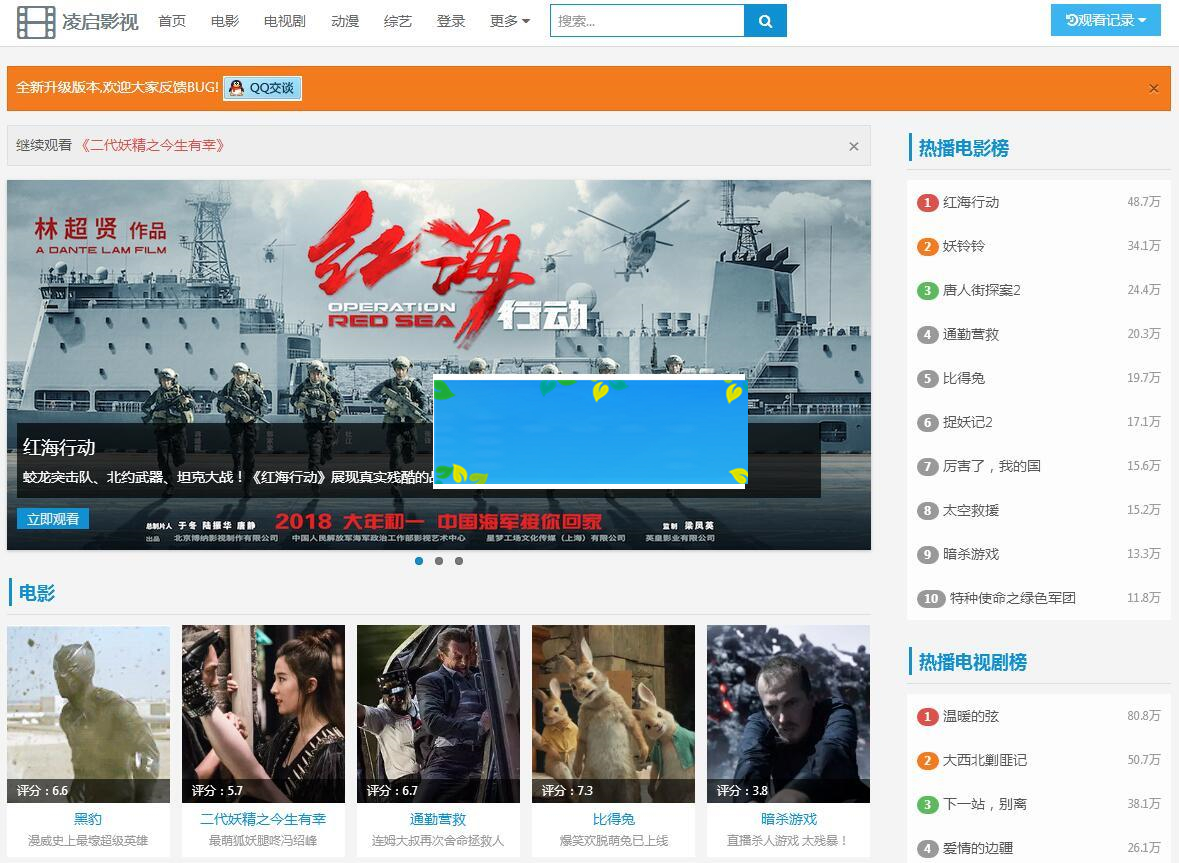 凌启影视 首页 电影 电视剧 动漫 综艺 登录 更多 搜索... 观看记录
全新升级版本,欢迎大家反馈BUG! QQ交谈 ×
继续观看 《二代妖精之今生有幸》 ×
林超贤 作品
A DANTE LAM FILM
红海行动
OPERATION
RED SEA
红海行动
蛟龙突击队、北约武器、坦克大战！《红海行动》展现真实残酷的
立即观看
总制片人 于冬 陆振华 唐静
2018 大年初一 中国海军接你回家
监制 梁凤英
出品 北京博纳影视制作有限公司 中国人民解放军海军政治工作部影视艺术中心 星梦工场文化传媒（上海）有限公司 英皇影业有限公司
电影
评分：6.6
黑豹
漫威史上最壕超级英雄
评分：5.7
二代妖精之今生有幸
最萌狐妖腿咚冯绍峰
评分：6.7
通勤营救
连姆大叔再次舍命拯救人
评分：7.3
比得兔
爆笑欢脱萌兔已上线
评分：3.8
暗杀游戏
直播杀人游戏 太残暴！
热播电影榜
1 红海行动 48.7万
2 妖铃铃 34.1万
3 唐人街探案2 24.4万
4 通勤营救 20.3万
5 比得兔 19.7万
6 捉妖记2 17.1万
7 厉害了，我的国 15.6万
8 太空救援 15.2万
9 暗杀游戏 13.3万
10 特种使命之绿色军团 11.8万
热播电视剧榜
1 温暖的弦 80.8万
2 大西北剿匪记 50.7万
3 下一站，别离 38.1万
4 爱情的边疆 26.1万